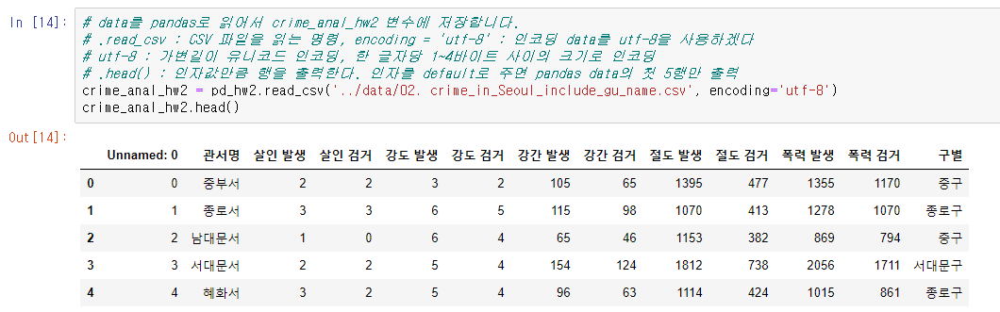 In [14]: # data를 pandas로 읽어서 crime_anal_hw2 변수에 저장합니다.
# .read_csv : CSV 파일을 읽는 명령, encoding = 'utf-8' : 인코딩 data를 utf-8을 사용하겠다
# utf-8 : 가변길이 유니코드 인코딩, 한 글자당 1~4바이트 사이의 크기로 인코딩
# .head() : 인자값만큼 행을 출력한다. 인자를 default로 주면 pandas data의 첫 5행만 출력
crime_anal_hw2 = pd_hw2.read_csv('../data/02. crime_in_Seoul_include_gu_name.csv', encoding='utf-8')
crime_anal_hw2.head()
Out[14]:
Unnamed: 0 관서명 살인 발생 살인 검거 강도 발생 강도 검거 강간 발생 강간 검거 절도 발생 절도 검거 폭력 발생 폭력 검거 구별
0 0 중부서 2 2 3 2 105 65 1395 477 1355 1170 중구
1 1 종로서 3 3 6 5 115 98 1070 413 1278 1070 종로구
2 2 남대문서 1 0 6 4 65 46 1153 382 869 794 중구
3 3 서대문서 2 2 5 4 154 124 1812 738 2056 1711 서대문구
4 4 혜화서 3 2 5 4 96 63 1114 424 1015 861 종로구